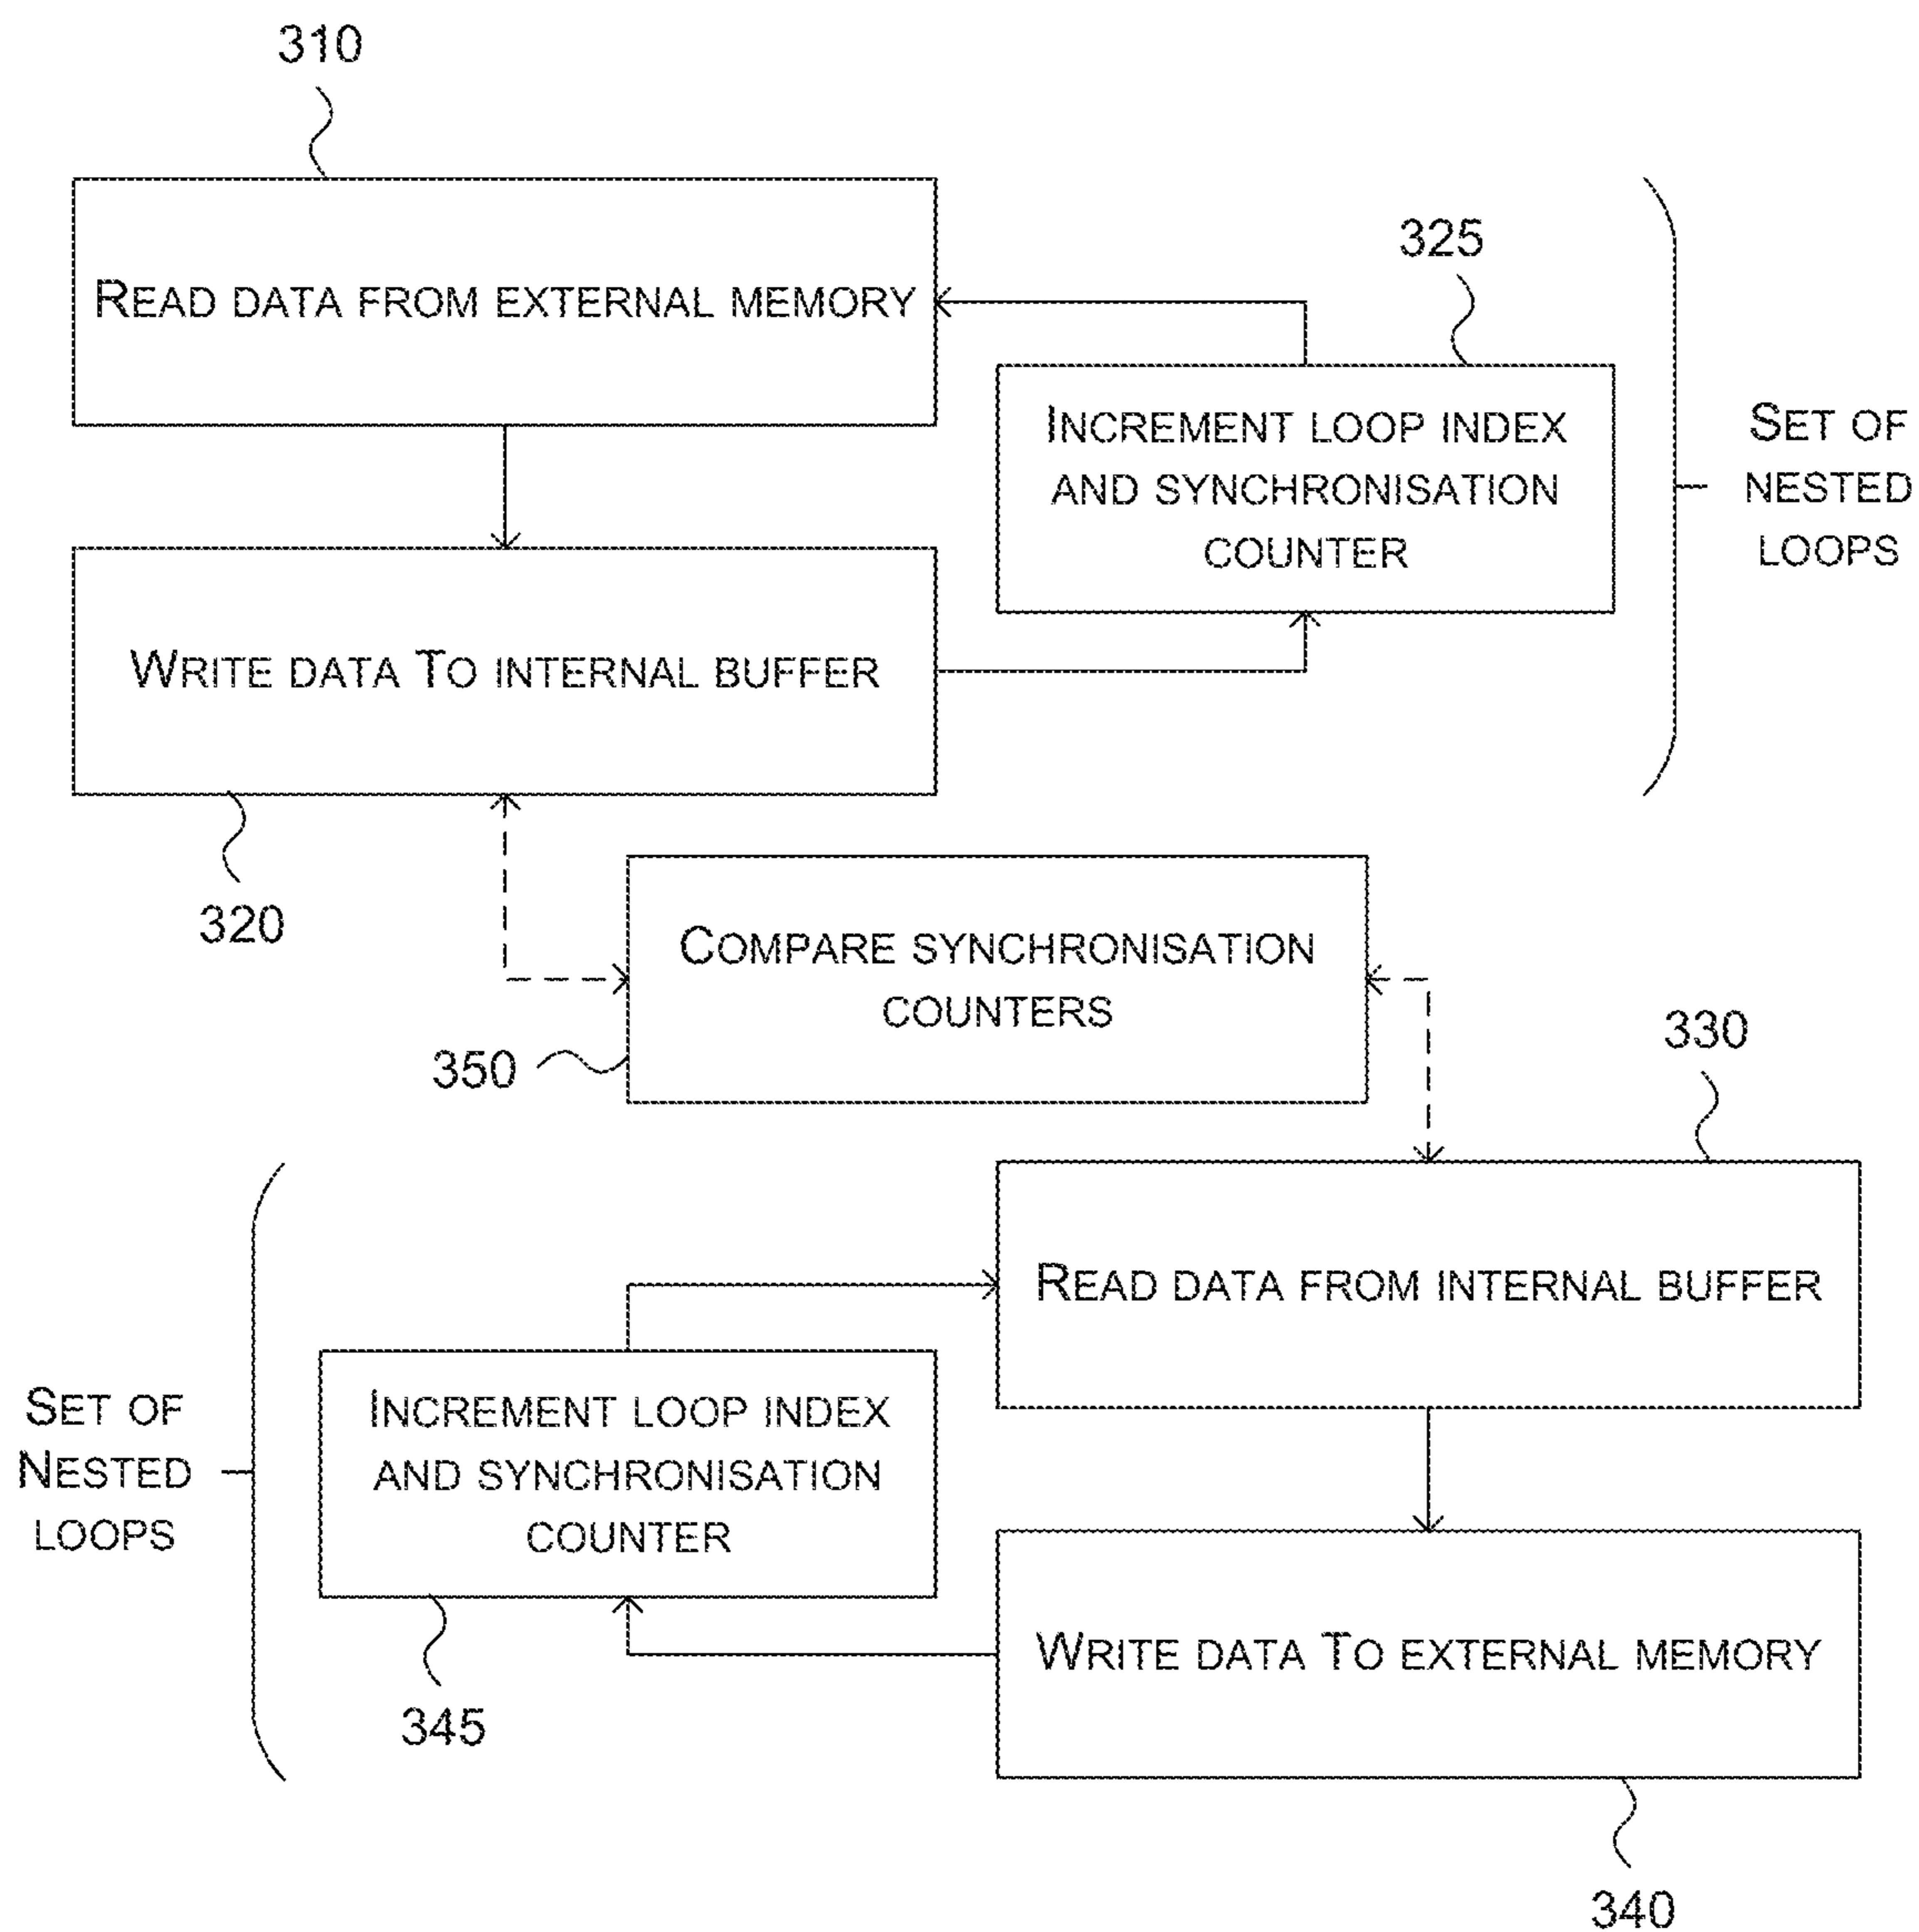 310
325
READ DATA FROM EXTERNAL MEMORY
INCREMENT LOOP INDEX
AND SYNCHRONISATION
COUNTER
SET OF
NESTED
LOOPS
WRITE DATA TO INTERNAL BUFFER
320
COMPARE SYNCHRONISATION
COUNTERS
350
330
READ DATA FROM INTERNAL BUFFER
SET OF
NESTED
LOOPS
INCREMENT LOOP INDEX
AND SYNCHRONISATION
COUNTER
WRITE DATA TO EXTERNAL MEMORY
345
340